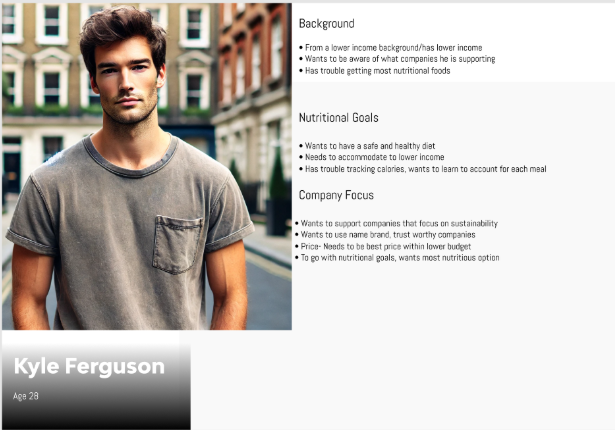 Background
• From a lower income background/has lower income
• Wants to be aware of what companies he is supporting
• Has trouble getting most nutritional foods
Nutritional Goals
• Wants to have a safe and healthy diet
• Needs to accommodate to lower income
• Has trouble tracking calories, wants to learn to account for each meal
Company Focus
• Wants to support companies that focus on sustainability
• Wants to use name brand, trust worthy companies
• Price- Needs to be best price within lower budget
• To go with nutritional goals, wants most nutritious option
Kyle Ferguson
Age 28